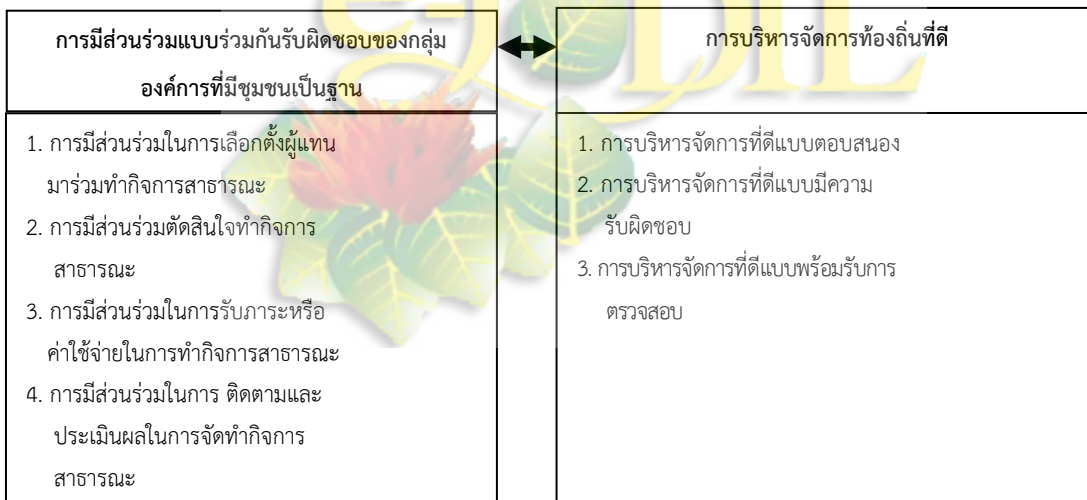 การมีส่วนร่วมแบบร่วมกันรับผิดชอบของกลุ่ม
องค์การที่มีชุมชนเป็นฐาน
1. การมีส่วนร่วมในการเลือกตั้งผู้แทน
มาร่วมทำกิจการสาธารณะ
2. การมีส่วนร่วมตัดสินใจทำกิจการ
สาธารณะ
3. การมีส่วนร่วมในการรับภาระหรือ
ค่าใช้จ่ายในการทำกิจการสาธารณะ
4. การมีส่วนร่วมในการ ติดตามและ
ประเมินผลในการจัดทำกิจการ
สาธารณะ
การบริหารจัดการท้องถิ่นที่ดี
1. การบริหารจัดการที่ดีแบบตอบสนอง
2. การบริหารจัดการที่ดีแบบมีความ
รับผิดชอบ
3. การบริหารจัดการที่ดีแบบพร้อมรับการ
ตรวจสอบ